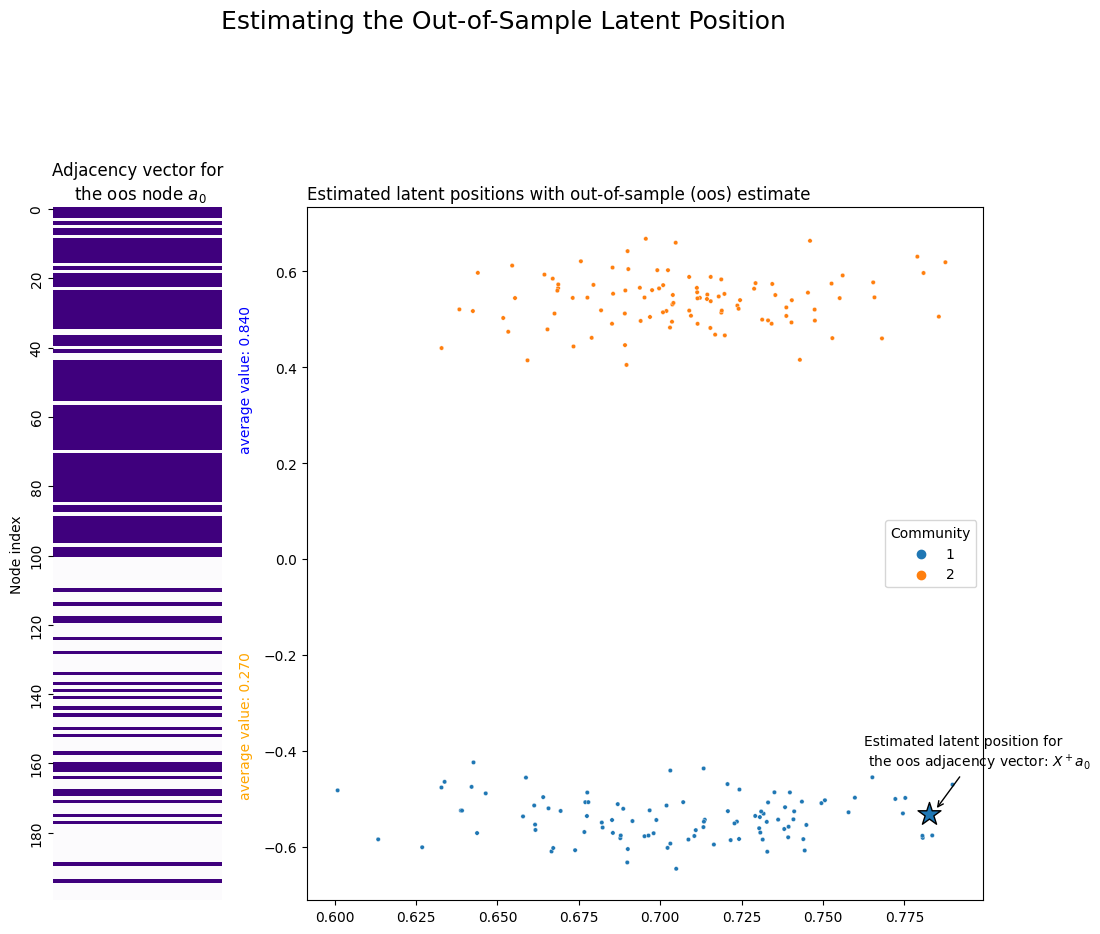 Estimating the Out-of-Sample Latent Position
Adjacency vector for
the oos node a₀
Node index
0
20
40
60
80
100
120
140
160
180
average value: 0.840
average value: 0.270
Estimated latent positions with out-of-sample (oos) estimate
0.6
0.4
0.2
0.0
−0.2
−0.4
−0.6
Community
1
2
Estimated latent position for
the oos adjacency vector: X⁺a₀
0.600
0.625
0.650
0.675
0.700
0.725
0.750
0.775